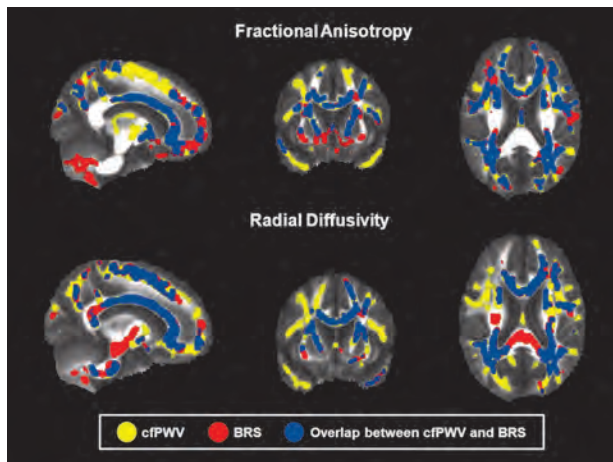 Fractional Anisotropy
Radial Diffusivity
cfPWV BRS Overlap between cfPWV and BRS